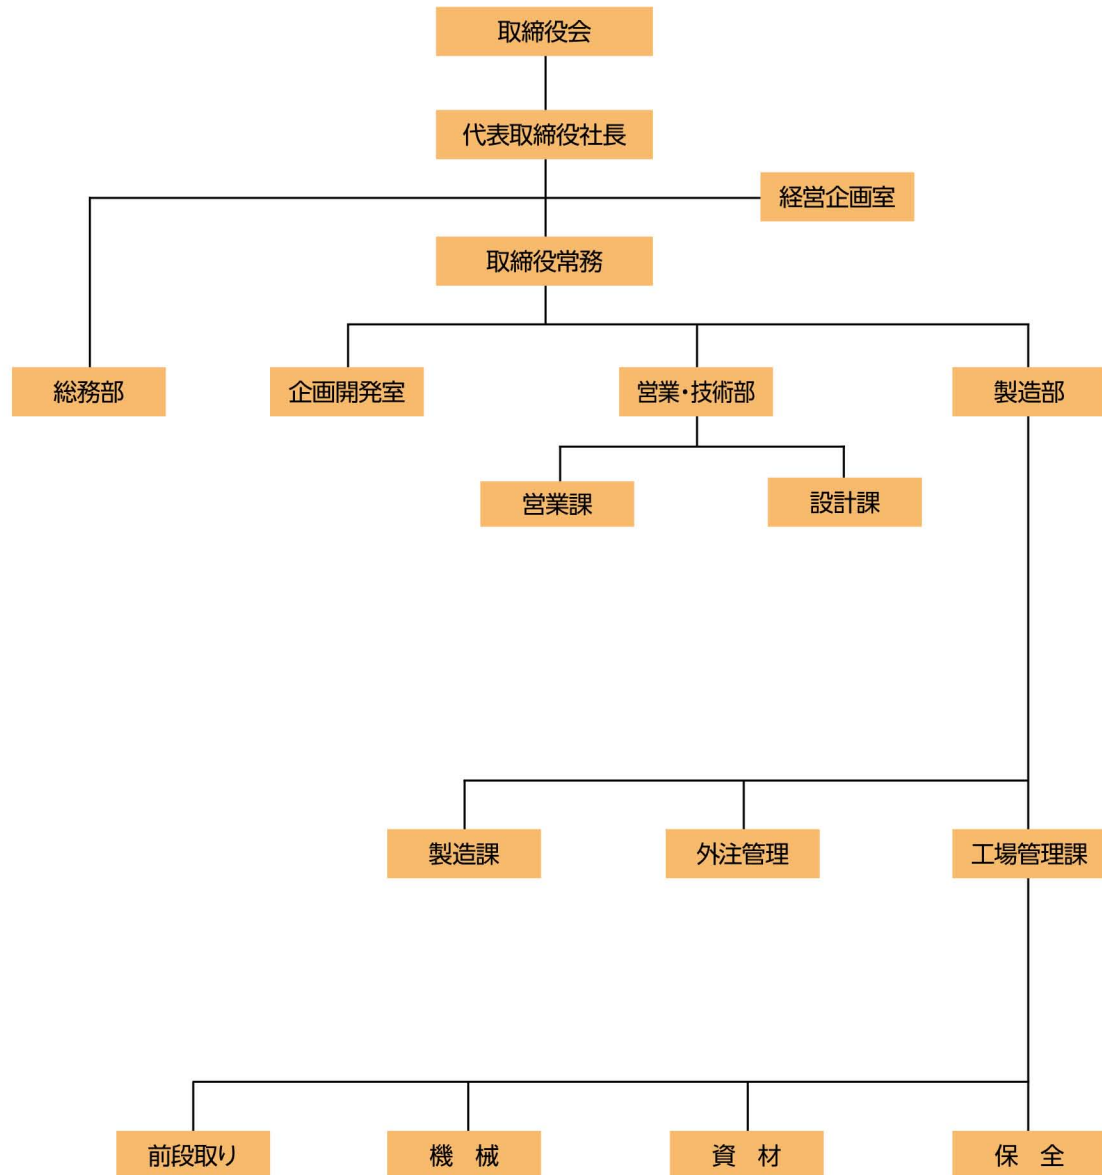 取締役会
代表取締役社長
経営企画室
取締役常務
総務部
企画開発室
営業・技術部
製造部
営業課
設計課
製造課
外注管理
工場管理課
前段取り
機　械
資　材
保　全